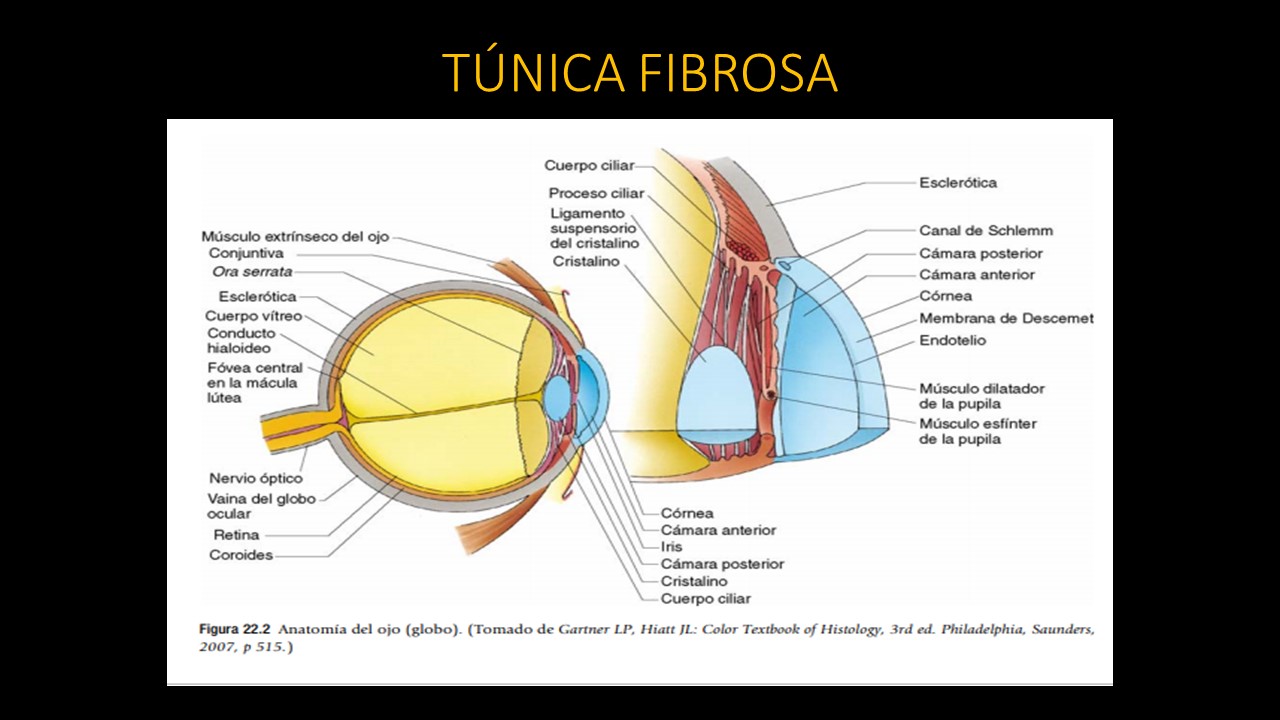 TÚNICA FIBROSA
Músculo extrínseco del ojo
Conjuntiva
Ora serrata
Esclerótica
Cuerpo vítreo
Conducto
hialoideo
Fóvea central
en la mácula
lútea
Nervio óptico
Vaina del globo
ocular
Retina
Coroides
Cuerpo ciliar
Proceso ciliar
Ligamento
suspensorio
del cristalino
Cristalino
Esclerótica
Canal de Schlemm
Cámara posterior
Cámara anterior
Córnea
Membrana de Descemet
Endotelio
Músculo dilatador
de la pupila
Músculo esfínter
de la pupila
Córnea
Cámara anterior
Iris
Cámara posterior
Cristalino
Cuerpo ciliar
Figura 22.2 Anatomía del ojo (globo). (Tomado de Gartner LP, Hiatt JL: Color Textbook of Histology, 3rd ed. Philadelphia, Saunders,
2007, p 515.)